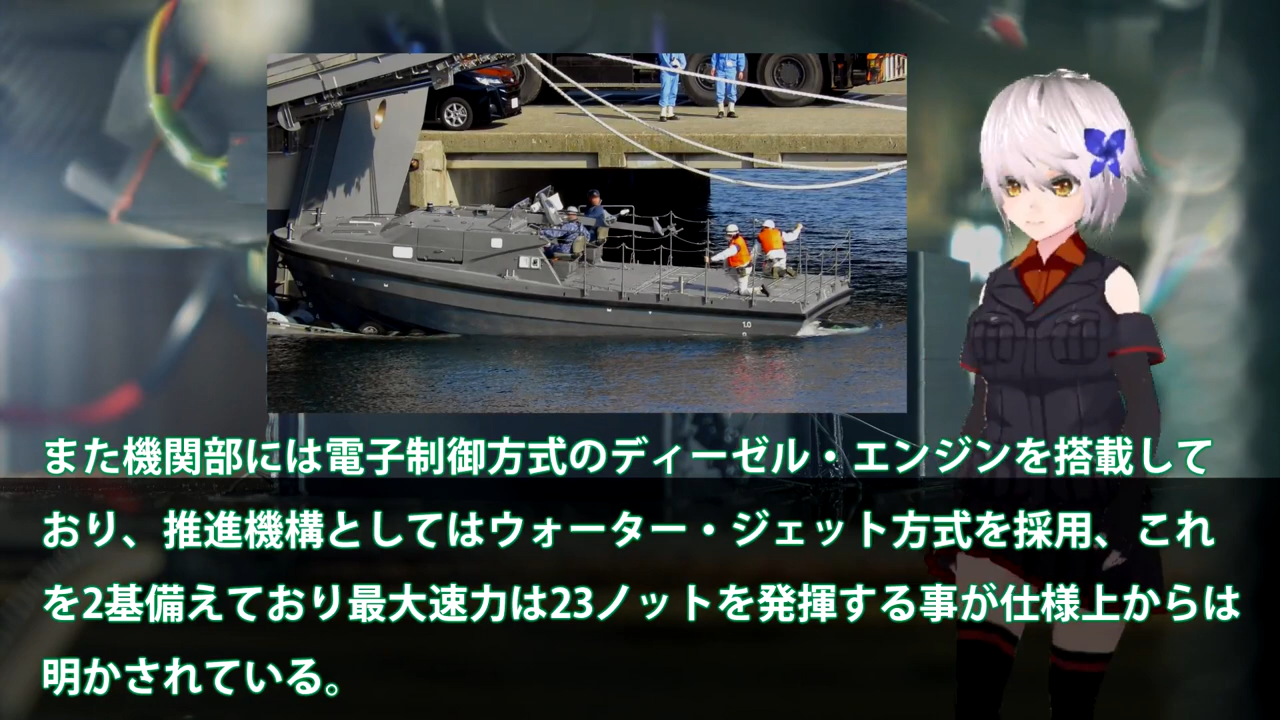 1.0
また機関部には電子制御方式のディーゼル・エンジンを搭載して
おり、推進機構としてはウォーター・ジェット方式を採用、これ
を2基備えており最大速力は23ノットを発揮する事が仕様上からは
明かされている。